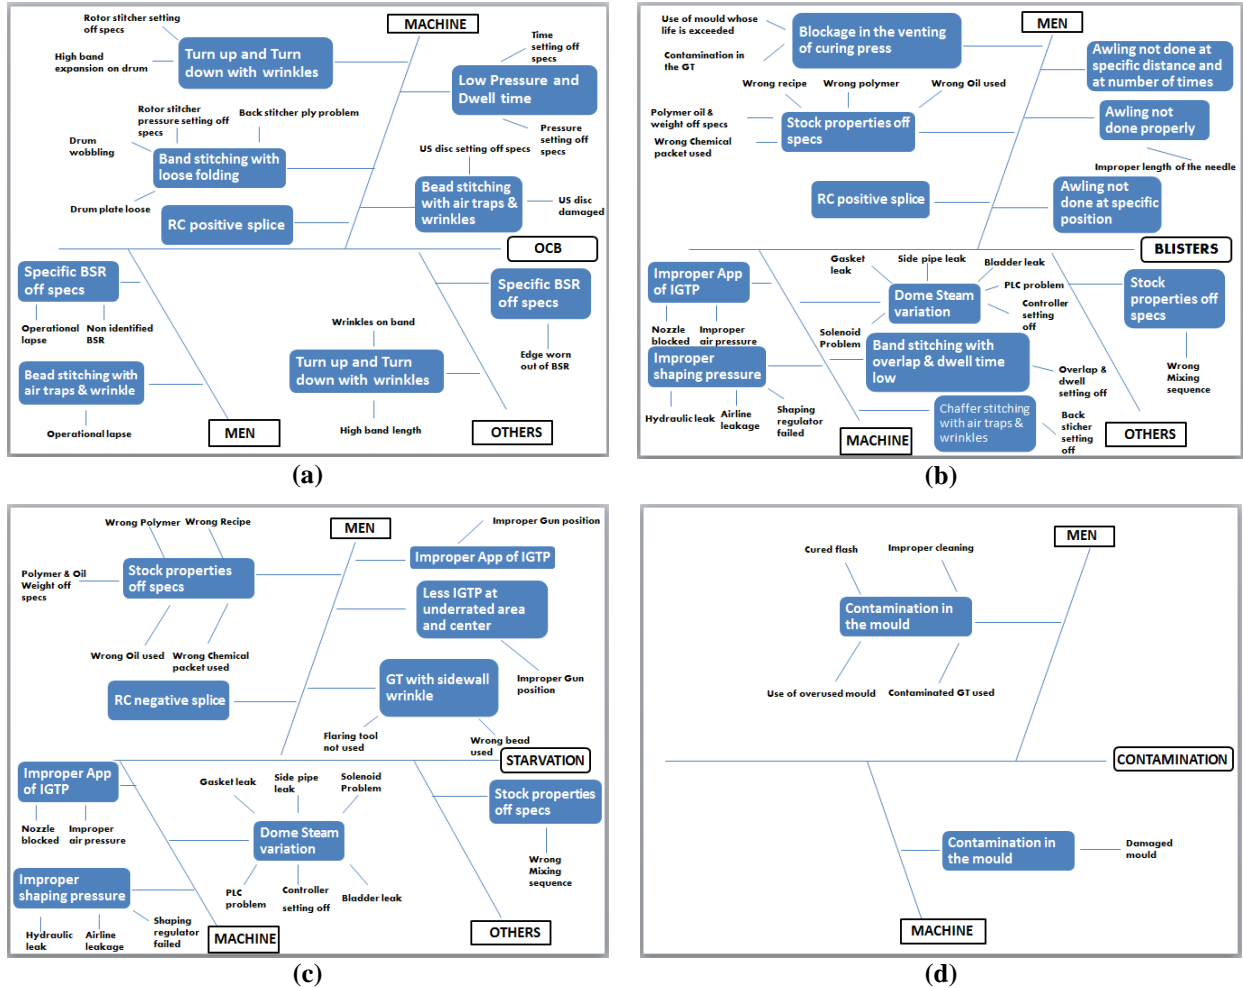 MACHINE
Rotor stitcher setting
off specs
High band
expansion on drum
Turn up and Turn
down with wrinkles
Time
setting off
specs
Low Pressure and
Dwell time
Rotor stitcher
pressure setting off
specs
Back stitcher ply problem
Drum
wobbling
Band stitching with
loose folding
Pressure
setting off
specs
US disc setting off specs
Drum plate loose
RC positive splice
Bead stitching
with air traps &
wrinkles
US disc
damaged
OCB
Specific BSR
off specs
Operational
lapse
Non identified
BSR
Specific BSR
off specs
Wrinkles on band
Edge worn
out of BSR
Bead stitching with
air traps & wrinkle
Turn up and Turn
down with wrinkles
Operational lapse
High band length
MEN
OTHERS
(a)
MEN
Use of mould whose
life is exceeded
Contamination in
the GT
Blockage in the venting
of curing press
Awling not done at
specific distance and
at number of times
Wrong recipe
Wrong polymer
Wrong Oil used
Polymer oil &
weight off specs
Wrong Chemical
packet used
Stock properties off
specs
Awling not
done properly
Improper length of the needle
RC positive splice
Awling not
done at specific
position
BLISTERS
Improper App
of IGTP
Nozzle
blocked
Improper
air pressure
Gasket
leak
Side pipe leak
Bladder leak
PLC problem
Dome Steam
variation
Controller
setting
off
Solenoid
Problem
Stock
properties off
specs
Wrong
Mixing
sequence
Improper
shaping pressure
Band stitching with
overlap & dwell time
low
Overlap &
dwell setting off
Hydraulic leak
Airline
leakage
Shaping
regulator
failed
Chaffer stitching
with air traps &
wrinkles
Back
sticher
setting
off
MACHINE
OTHERS
(b)
MEN
Wrong Polymer
Wrong Recipe
Improper Gun position
Polymer & Oil
Weight off
specs
Stock properties
off specs
Improper App of IGTP
Less IGTP at
underrated area
and center
Wrong Oil used
Wrong Chemical
packet used
Improper Gun
position
RC negative splice
GT with sidewall
wrinkle
Flaring tool
not used
Wrong bead
used
STARVATION
Improper App
of IGTP
Nozzle
blocked
Improper
air pressure
Gasket leak
Side pipe
leak
Solenoid
Problem
Dome Steam
variation
PLC
problem
Controller
setting off
Bladder leak
Stock properties
off specs
Wrong
Mixing
sequence
Improper
shaping pressure
Hydraulic
leak
Airline
leakage
Shaping
regulator
failed
MACHINE
OTHERS
(c)
MEN
Cured flash
Improper cleaning
Contamination in
the mould
Use of overused mould
Contaminated GT used
CONTAMINATION
Contamination in
the mould
Damaged
mould
MACHINE
(d)